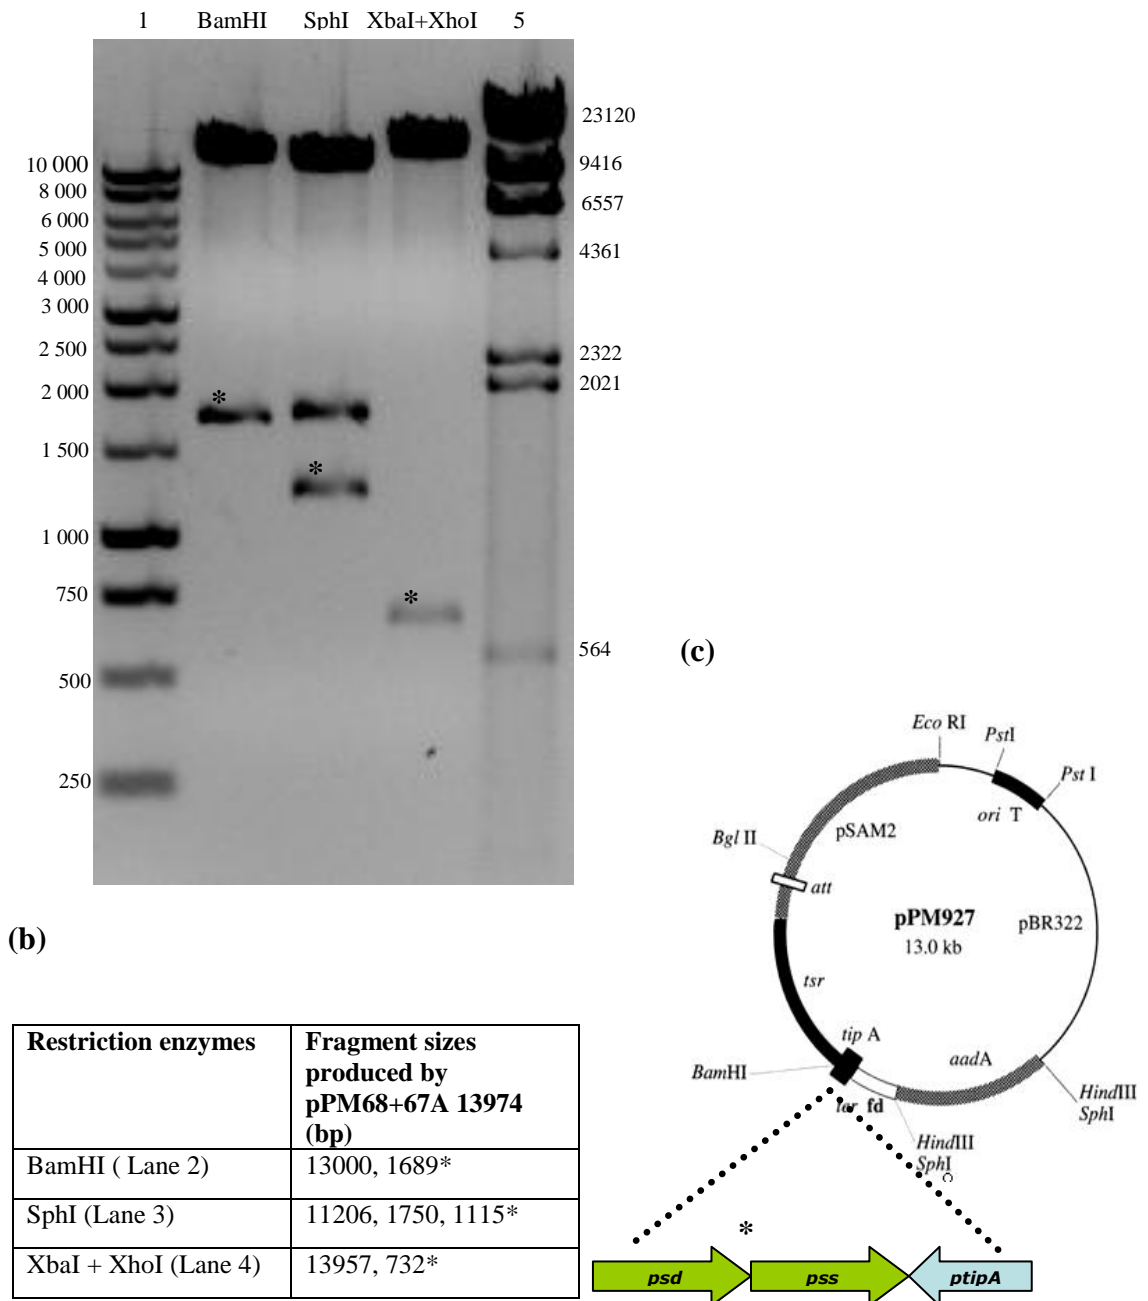 1 BamHI SphI XbaI+XhoI 5
10 000
8 000
6 000
5 000
4 000
3 000
2 500
2 000
1 500
1 000
750
500
250
*
*
*
23120
9416
6557
4361
2322
2021
564
(c)
Eco RI
PstI
Pst I
ori T
pSAM2
Bgl II
att
pPM927
13.0 kb
pBR322
tsr
tip A
aadA
BamHI
ter fd
HindIII
SphI
HindIII
SphI
*
psd pss ptipA
(b)
Restriction enzymes
Fragment sizes
produced by
pPM68+67A 13974
(bp)
BamHI ( Lane 2) 13000, 1689*
SphI (Lane 3) 11206, 1750, 1115*
XbaI + XhoI (Lane 4) 13957, 732*